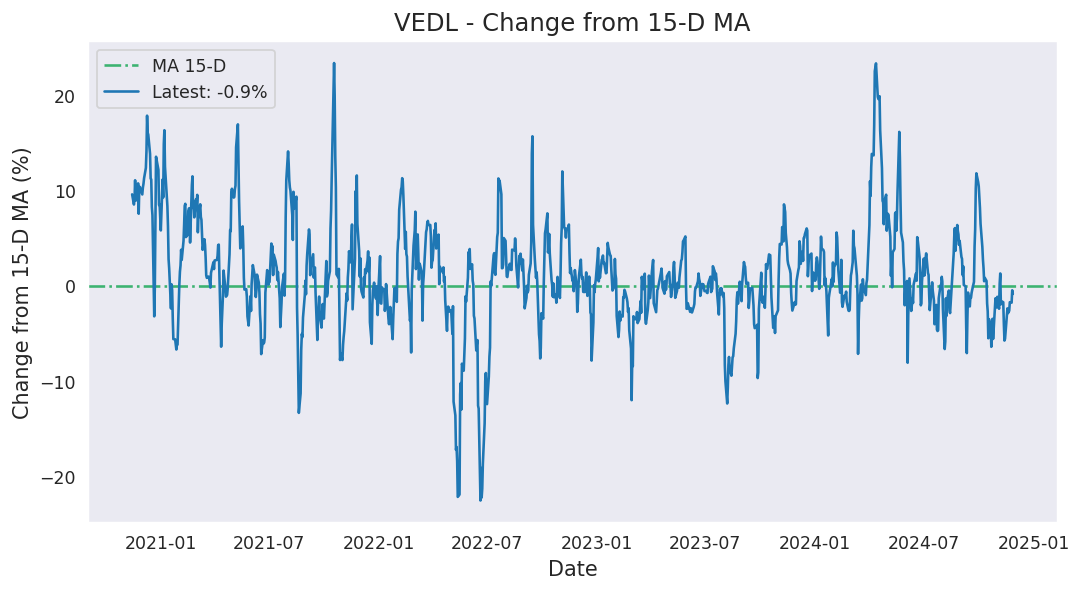 VEDL - Change from 15-D MA
MA 15-D
Latest: -0.9%
Change from 15-D MA (%)
20
10
0
−10
−20
2021-01 2021-07 2022-01 2022-07 2023-01 2023-07 2024-01 2024-07 2025-01
Date